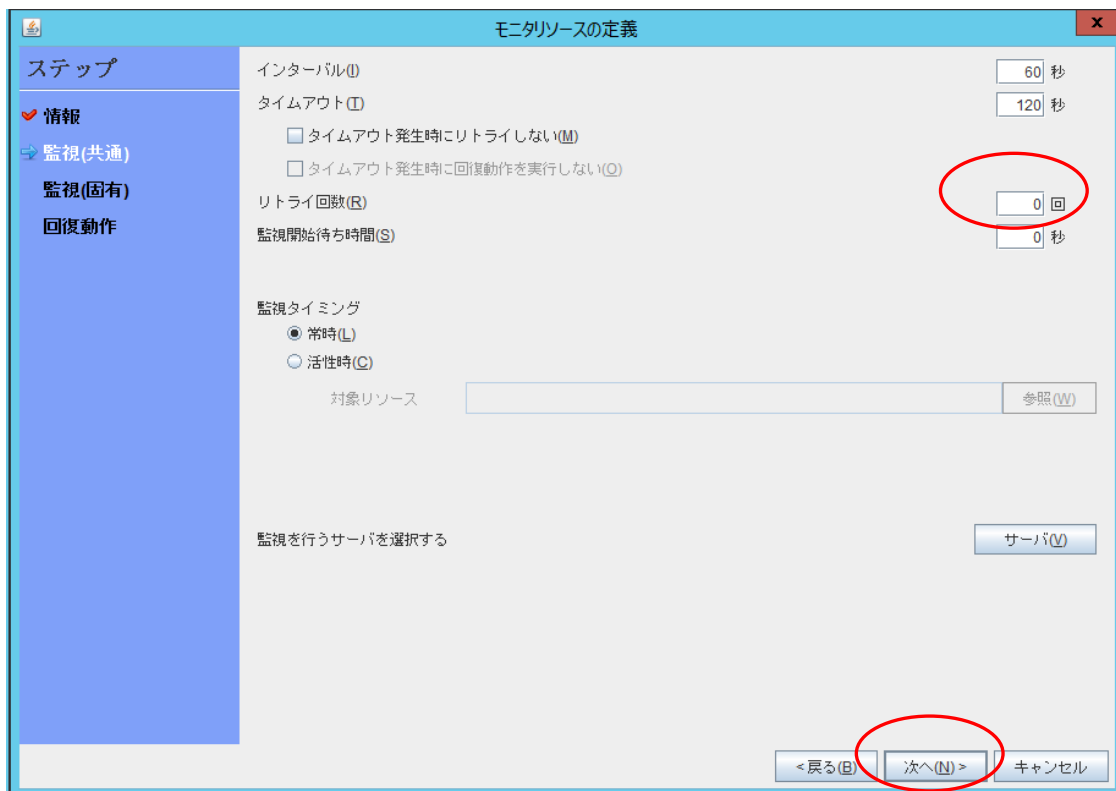 モニタリソースの定義
x
ステップ
情報
監視(共通)
監視(固有)
回復動作
インターバル(I) 60 秒
タイムアウト(T) 120 秒
タイムアウト発生時にリトライしない(M)
タイムアウト発生時に回復動作を実行しない(O)
リトライ回数(R) 0 回
監視開始待ち時間(S) 0 秒
監視タイミング
常時(L)
活性時(C)
対象リソース 参照(W)
監視を行うサーバを選択する サーバ(V)
<戻る(B) 次へ(N)> キャンセル